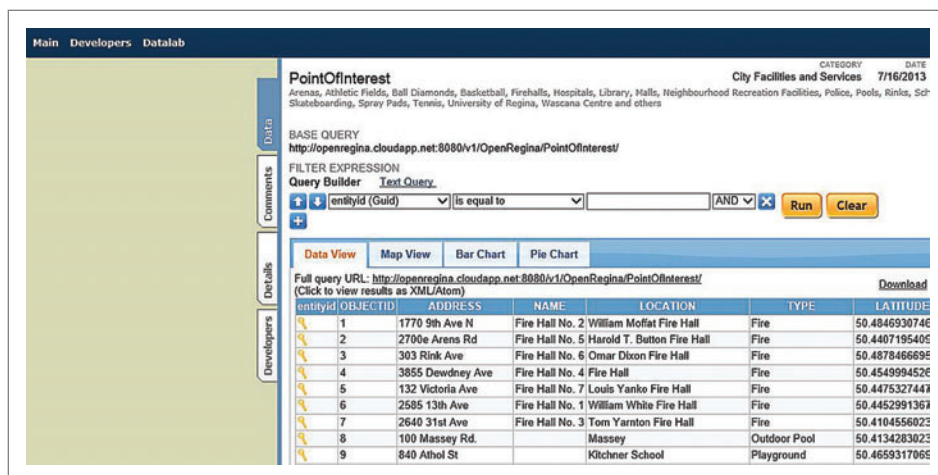 Main Developers Datalab
PointOfInterest
CATEGORY
City Facilities and Services
DATE
7/16/2013
Arenas, Athletic Fields, Ball Diamonds, Basketball, Firehalls, Hospitals, Library, Malls, Neighbourhood Recreation Facilities, Police, Pools, Rinks, Sch
Skateboarding, Spray Pads, Tennis, University of Regina, Wascana Centre and others
BASE QUERY
http://openregina.cloudapp.net:8080/v1/OpenRegina/PointOfInterest/
FILTER EXPRESSION
Query Builder Text Query
entityid (Guid) is equal to AND Run Clear
Data
Comments
Details
Developers
Data View Map View Bar Chart Pie Chart
Full query URL: http://openregina.cloudapp.net:8080/v1/OpenRegina/PointOfInterest/
(Click to view results as XML/Atom)
Download
entityid OBJECTID ADDRESS NAME LOCATION TYPE LATITUDE
1 1770 9th Ave N Fire Hall No. 2 William Moffat Fire Hall Fire 50.4846930746
2 2700e Arens Rd Fire Hall No. 5 Harold T. Button Fire Hall Fire 50.4407195409
3 303 Rink Ave Fire Hall No. 6 Omar Dixon Fire Hall Fire 50.4878466695
4 3855 Dewdney Ave Fire Hall No. 4 Fire Hall Fire 50.4549994526
5 132 Victoria Ave Fire Hall No. 7 Louis Yanko Fire Hall Fire 50.4475327447
6 2585 13th Ave Fire Hall No. 1 William White Fire Hall Fire 50.4452991367
7 2640 31st Ave Fire Hall No. 3 Tom Yarnton Fire Hall Fire 50.4104556023
8 100 Massey Rd. Massey Outdoor Pool 50.4134283023
9 840 Athol St Kitchner School Playground 50.4659317069